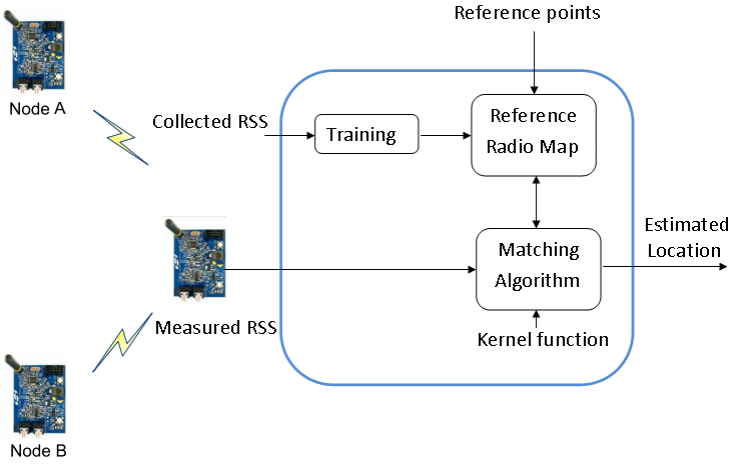 Reference points
Node A
Collected RSS
Training
Reference
Radio Map
Estimated
Location
Matching
Algorithm
Measured RSS
Kernel function
Node B